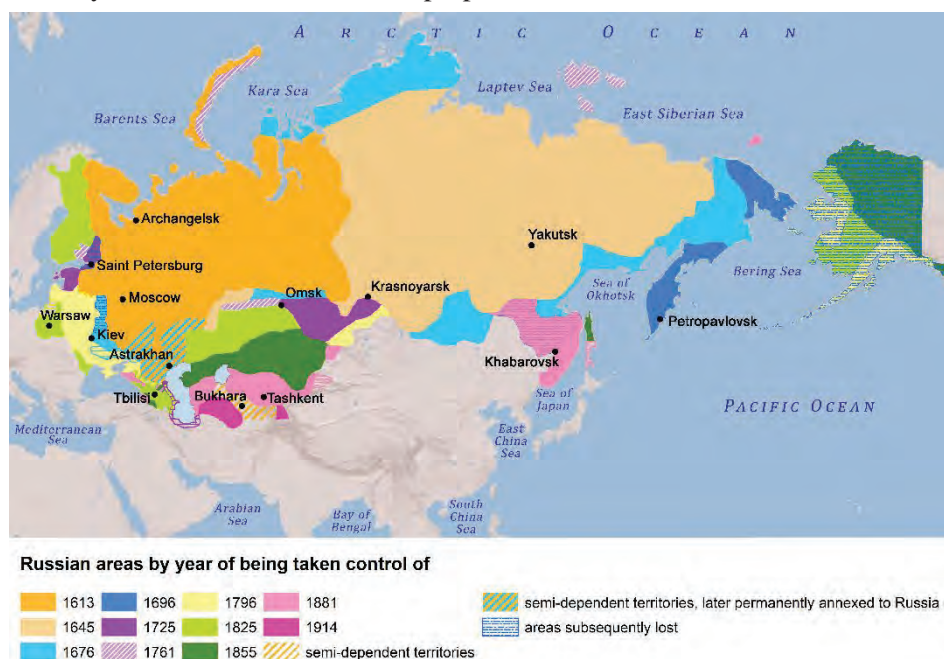 A R C T I C O C E A N
Kara Sea
Laptev Sea
Barents Sea
East Siberian Sea
Archangelsk
Yakutsk
Saint Petersburg
Bering Sea
Sea of
Okhotsk
Moscow
Omsk
Krasnoyarsk
Warsaw
Petropavlovsk
Kiev
Astrakhan
Khabarovsk
Tbilisi
Bukhara
Tashkent
Sea of
Japan
PACIFIC OCEAN
Mediterranean
Sea
East
China
Sea
Arabian
Sea
Bay of
Bengal
South
China
Sea
Russian areas by year of being taken control of
1613 1696 1796 1881
1645 1725 1825 1914
1676 1761 1855 semi-dependent territories
semi-dependent territories, later permanently annexed to Russia
areas subsequently lost